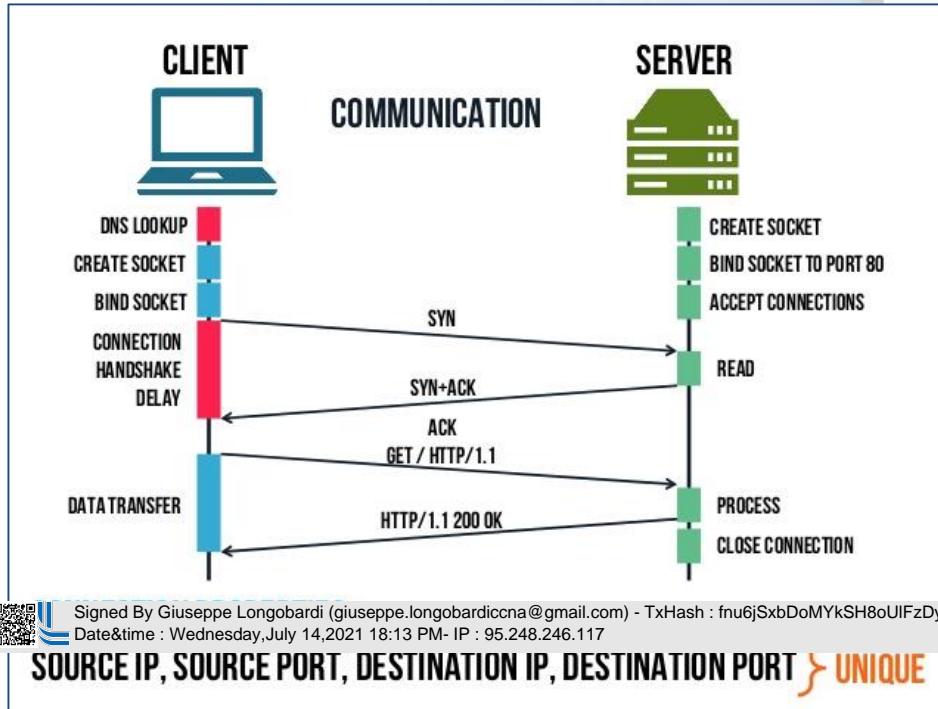 CLIENT
SERVER
COMMUNICATION
DNS LOOKUP
CREATE SOCKET
BIND SOCKET
CONNECTION
HANDSHAKE
DELAY
DATA TRANSFER
CREATE SOCKET
BIND SOCKET TO PORT 80
ACCEPT CONNECTIONS
READ
PROCESS
CLOSE CONNECTION
SYN
SYN+ACK
ACK
GET / HTTP/1.1
HTTP/1.1 200 OK
Signed By Giuseppe Longobardi (giuseppe.longobardiccna@gmail.com) - TxHash : fnu6jSxbDoMYkSH8oUIFzDy
Date&time : Wednesday,July 14,2021 18:13 PM- IP : 95.248.246.117
SOURCE IP, SOURCE PORT, DESTINATION IP, DESTINATION PORT } UNIQUE